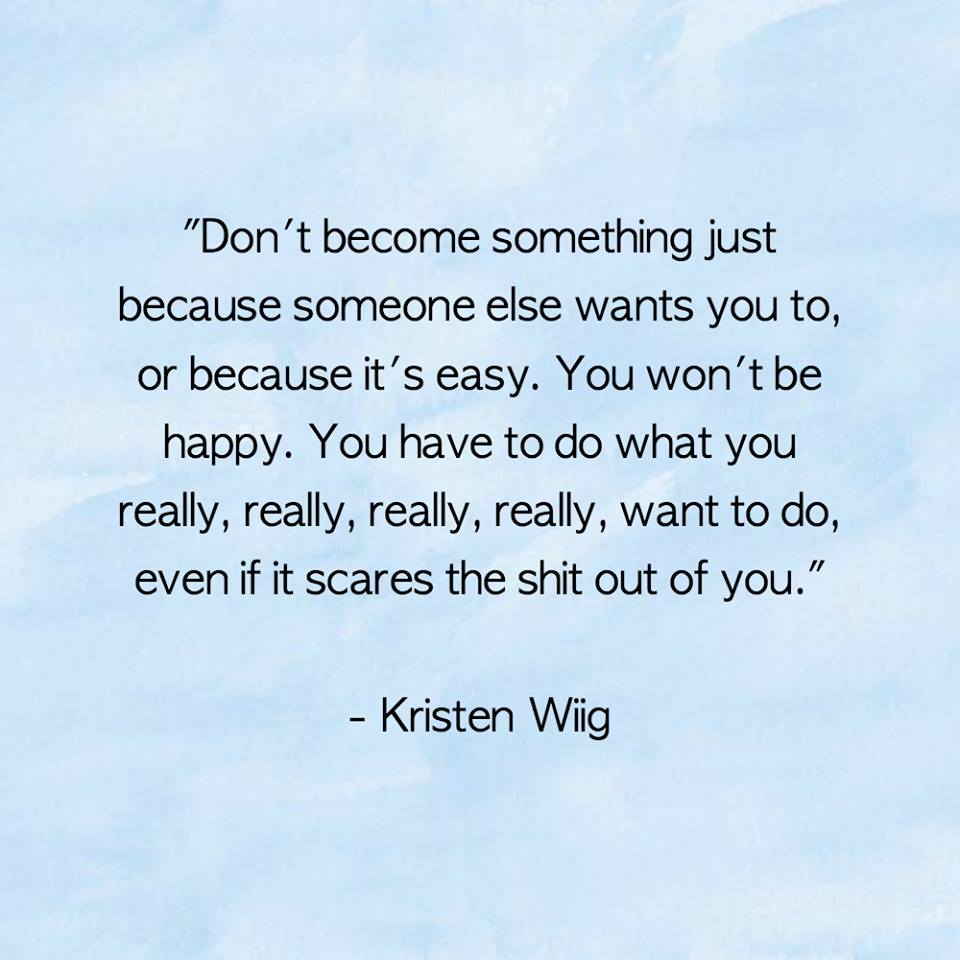 "Don't become something just
because someone else wants you to,
or because it's easy. You won't be
happy. You have to do what you
really, really, really, really, want to do,
even if it scares the shit out of you."
- Kristen Wiig